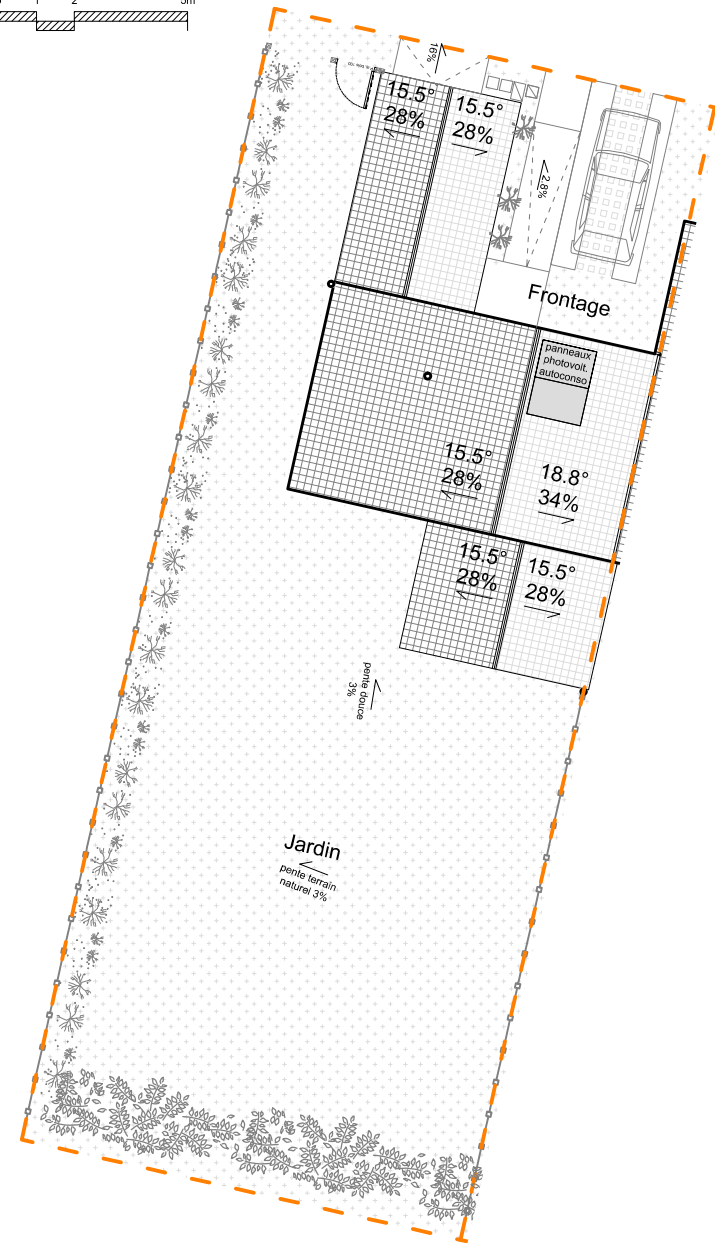 1
2
5m
16%
15.5°
28%
15.5°
28%
2.8%
Frontage
panneaux
photovolt.
autoconso
15.5°
28%
18.8°
34%
15.5°
28%
15.5°
28%
pente douce
3%
Jardin
pente terrain
naturel 3%